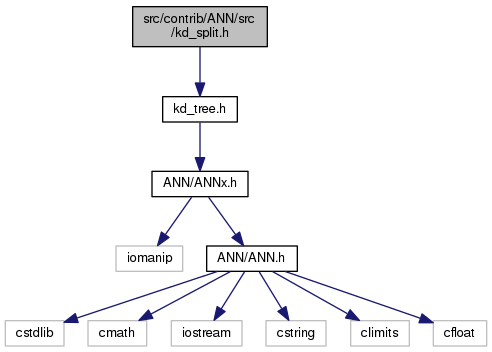 src/contrib/ANN/src
/kd_split.h
kd_tree.h
ANN/ANNx.h
iomanip
ANN/ANN.h
cstdlib
cmath
iostream
cstring
climits
cfloat